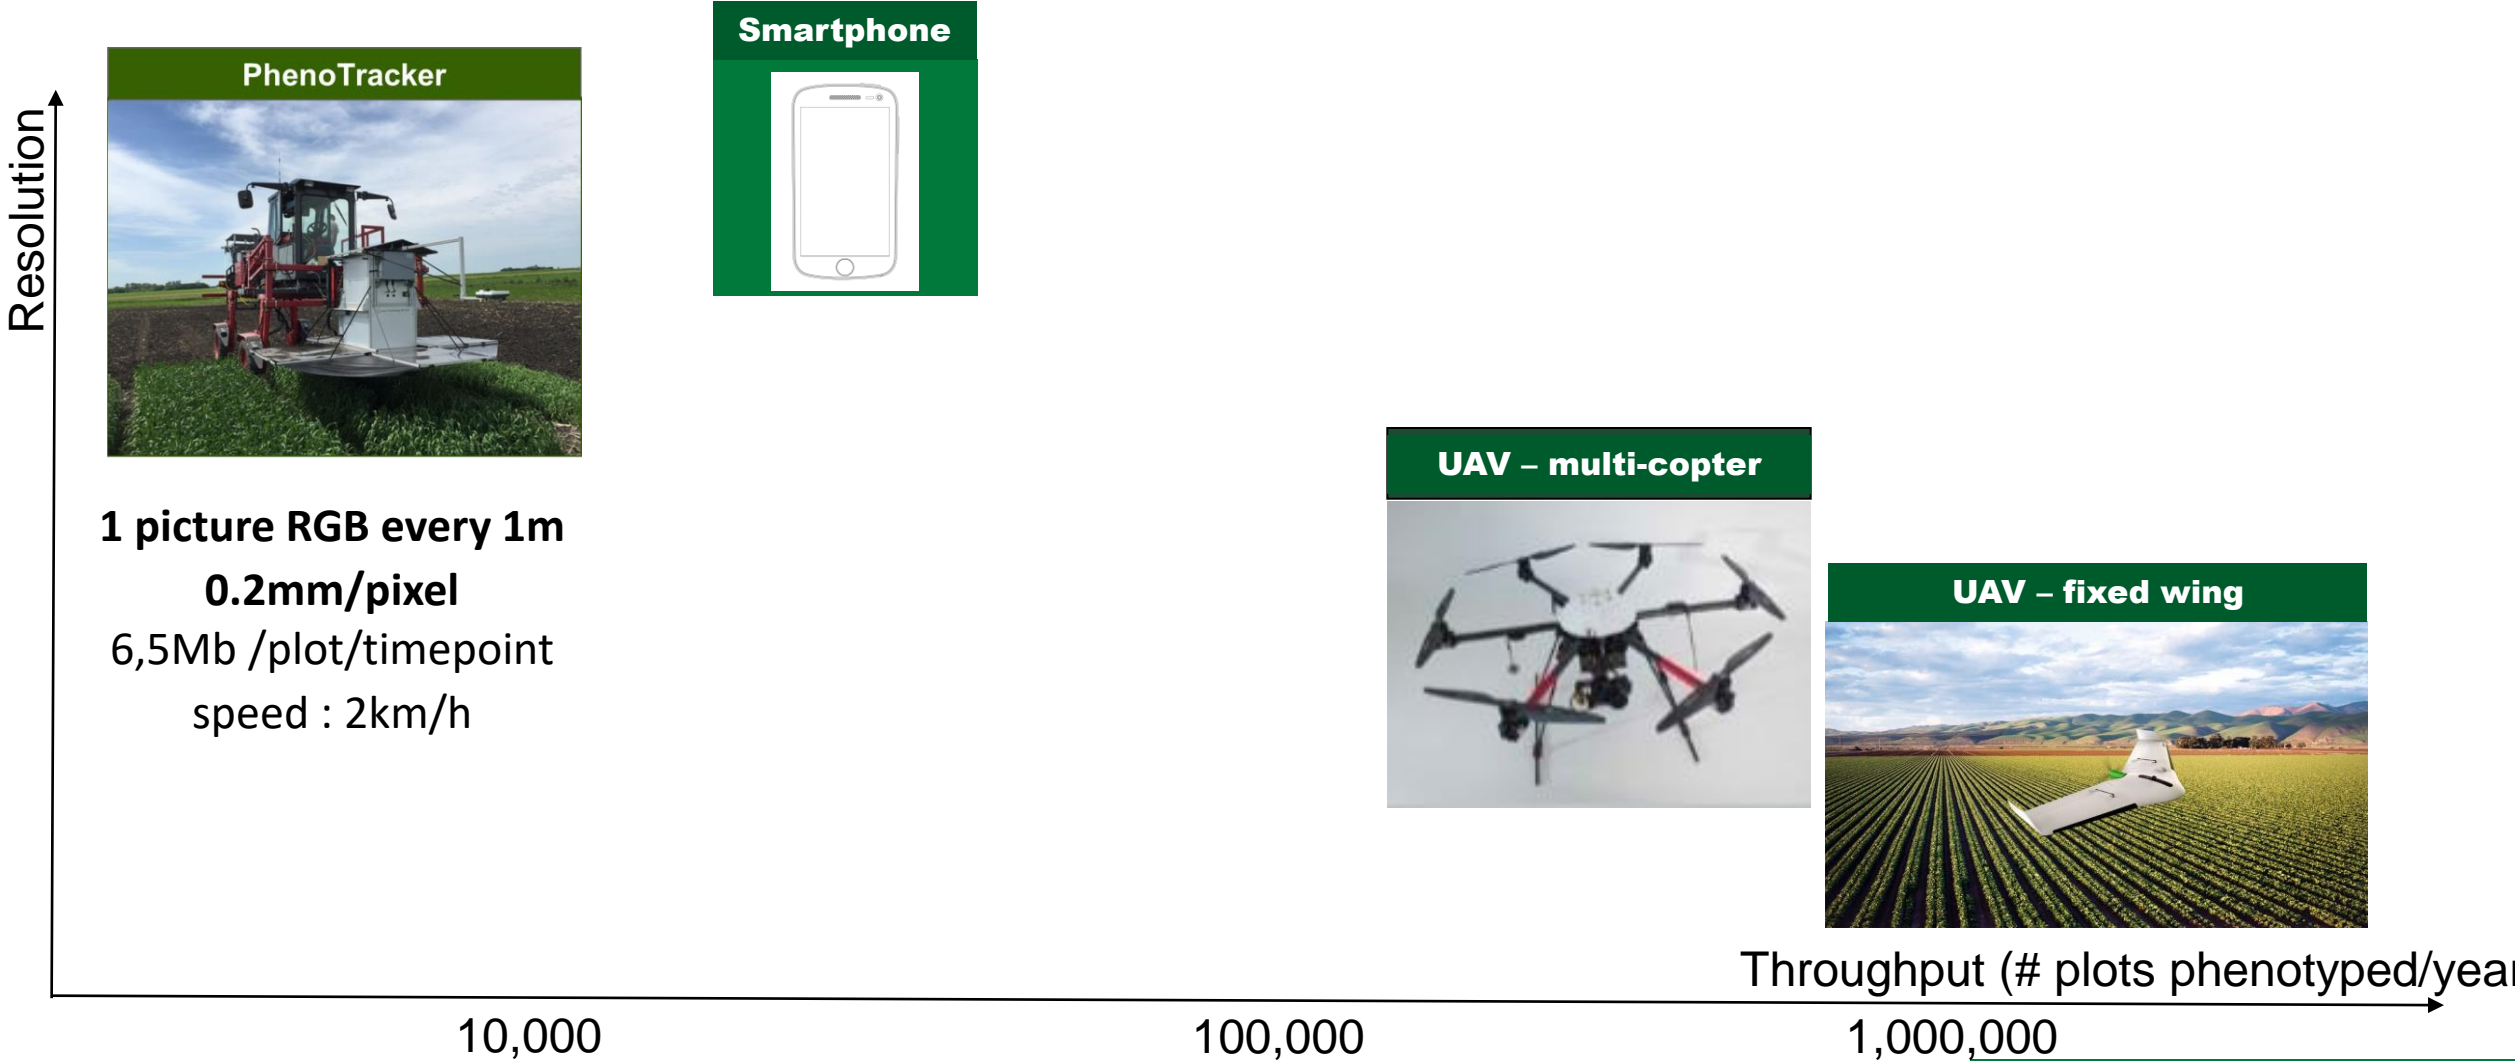 Smartphone
PhenoTracker
Resolution
UAV – multi-copter
1 picture RGB every 1m
0.2mm/pixel
6,5Mb /plot/timepoint
speed : 2km/h
UAV – fixed wing
Throughput (# plots phenotyped/year
10,000
100,000
1,000,000